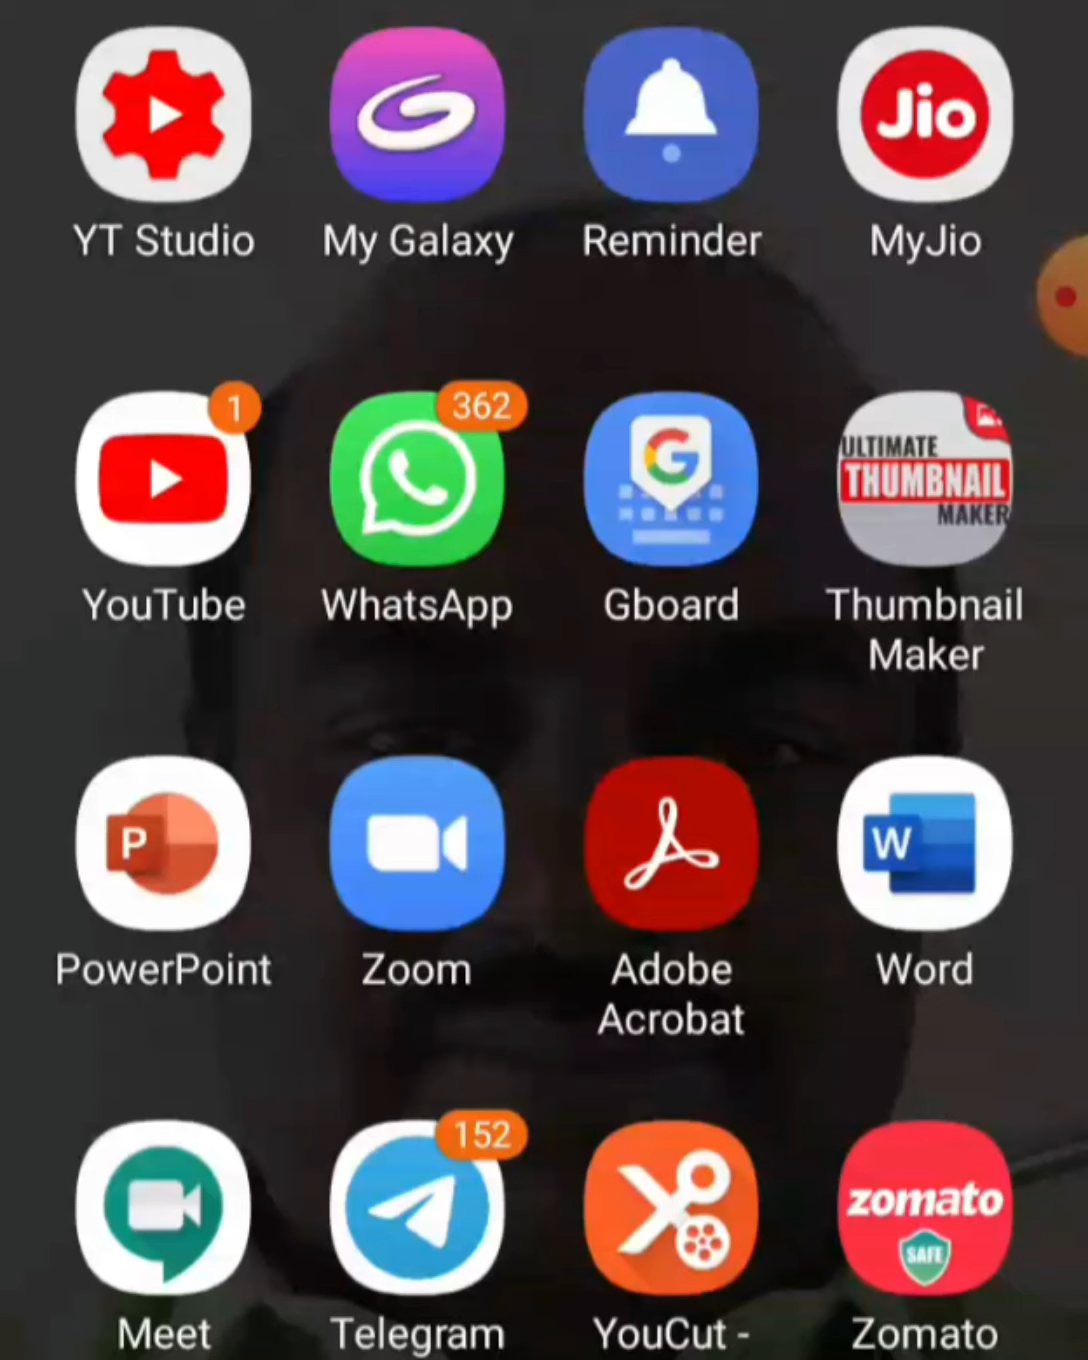 Jio
YT Studio
My Galaxy
Reminder
MyJio
1
362
G
ULTIMATE
THUMBNAIL
MAKER
YouTube
WhatsApp
Gboard
Thumbnail
Maker
P
W
PowerPoint
Zoom
Adobe
Acrobat
Word
152
zomato
SAFE
Meet
Telegram
YouCut -
Zomato